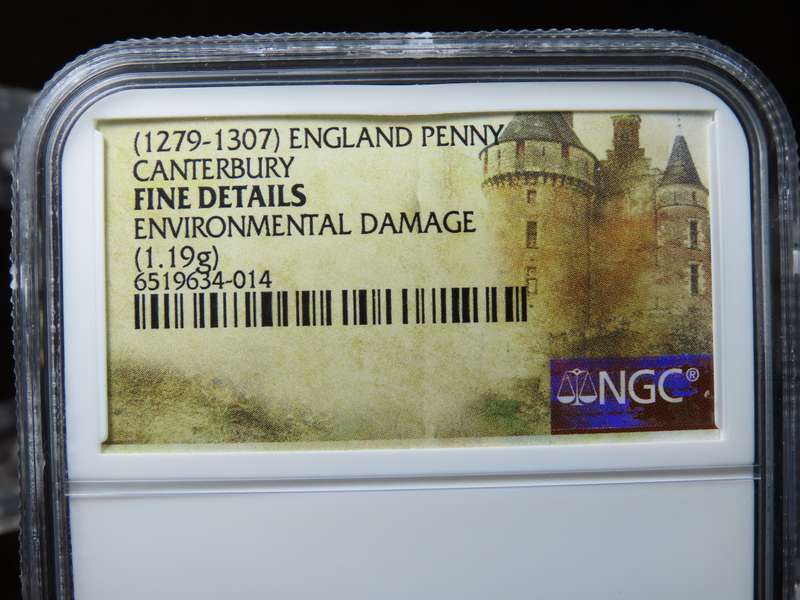 (1279-1307) ENGLAND PENNY
CANTERBURY
FINE DETAILS
ENVIRONMENTAL DAMAGE
(1.19g)
6519634-014
NGC®